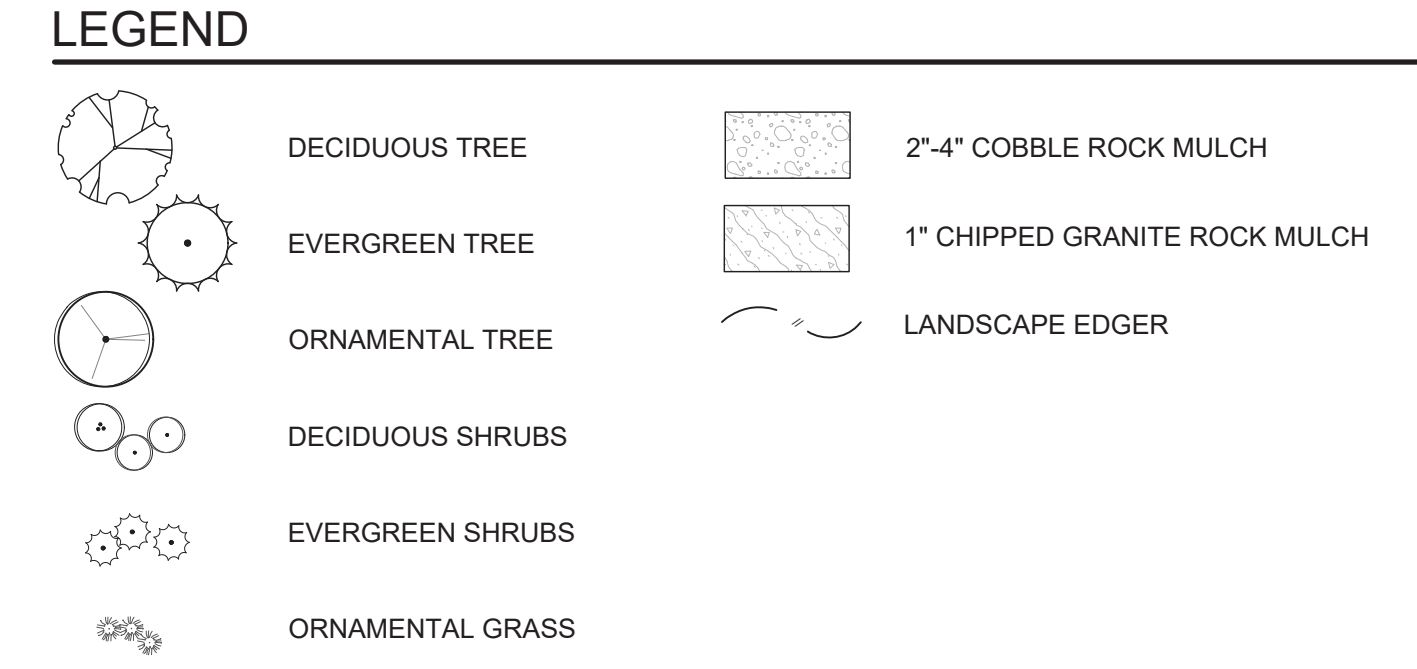 LEGEND
DECIDUOUS TREE
EVERGREEN TREE
ORNAMENTAL TREE
DECIDUOUS SHRUBS
EVERGREEN SHRUBS
ORNAMENTAL GRASS
2"-4" COBBLE ROCK MULCH
1" CHIPPED GRANITE ROCK MULCH
LANDSCAPE EDGER